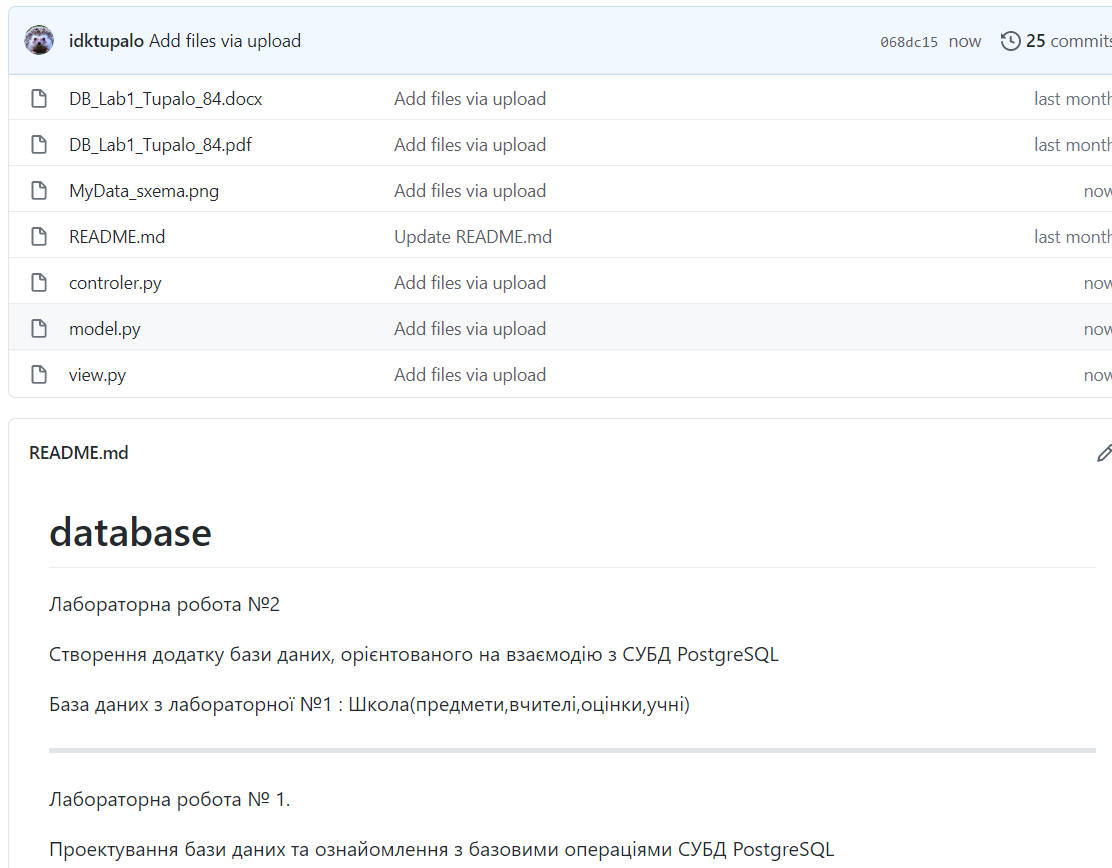 idktupalo Add files via upload 068dc15 now 25 commits
DB_Lab1_Tupalo_84.docx Add files via upload last month
DB_Lab1_Tupalo_84.pdf Add files via upload last month
MyData_sxema.png Add files via upload now
README.md Update README.md last month
controler.py Add files via upload now
model.py Add files via upload now
view.py Add files via upload now
README.md
database
Лабораторна робота №2
Створення додатку бази даних, орієнтованого на взаємодію з СУБД PostgreSQL
База даних з лабораторної №1 : Школа(предмети,вчителі,оцінки,учні)
Лабораторна робота № 1.
Проектування бази даних та ознайомлення з базовими операціями СУБД PostgreSQL